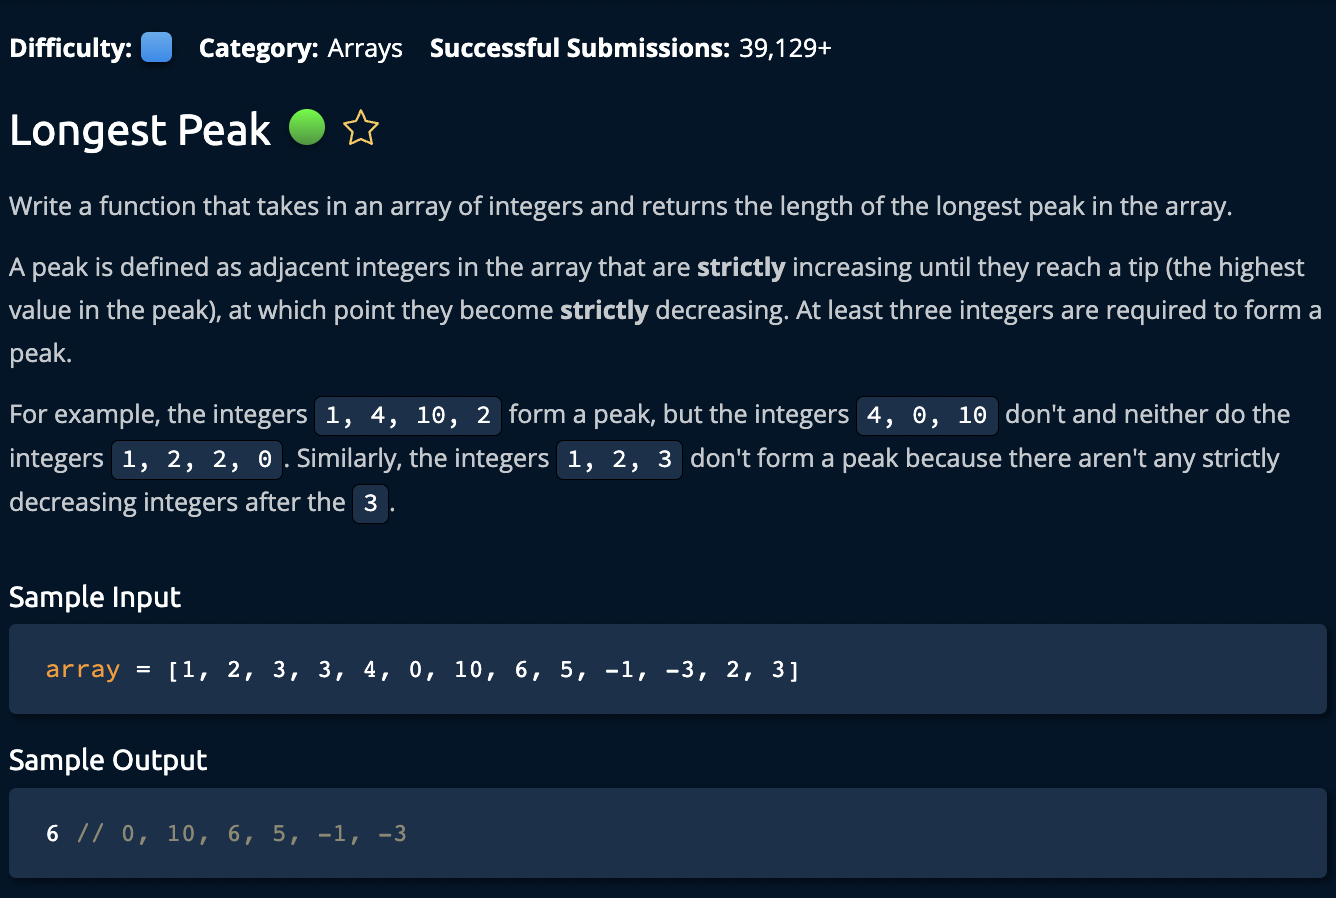 Difficulty: Category: Arrays Successful Submissions: 39,129+
Longest Peak
Write a function that takes in an array of integers and returns the length of the longest peak in the array.
A peak is defined as adjacent integers in the array that are strictly increasing until they reach a tip (the highest
value in the peak), at which point they become strictly decreasing. At least three integers are required to form a
peak.
For example, the integers 1, 4, 10, 2 form a peak, but the integers 4, 0, 10 don't and neither do the
integers 1, 2, 2, 0. Similarly, the integers 1, 2, 3 don't form a peak because there aren't any strictly
decreasing integers after the 3.
Sample Input
array = [1, 2, 3, 3, 4, 0, 10, 6, 5, -1, -3, 2, 3]
Sample Output
6 // 0, 10, 6, 5, -1, -3